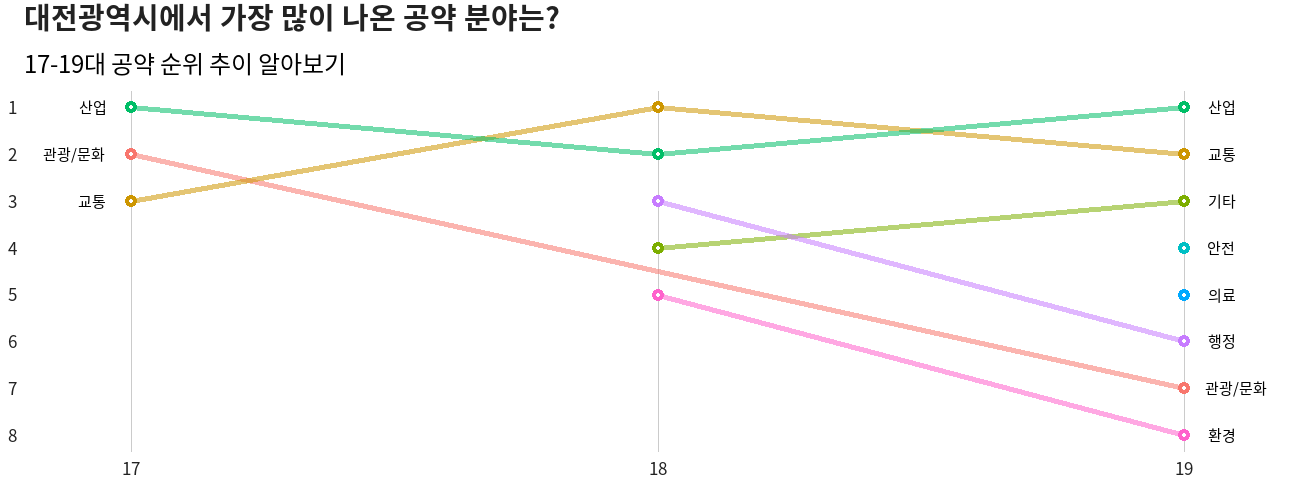 대전광역시에서 가장 많이 나온 공약 분야는?
17-19대 공약 순위 추이 알아보기
1 산업 산업
2 관광/문화 교통
3 교통 기타
4 안전
5 의료
6 행정
7 관광/문화
8 환경
17 18 19